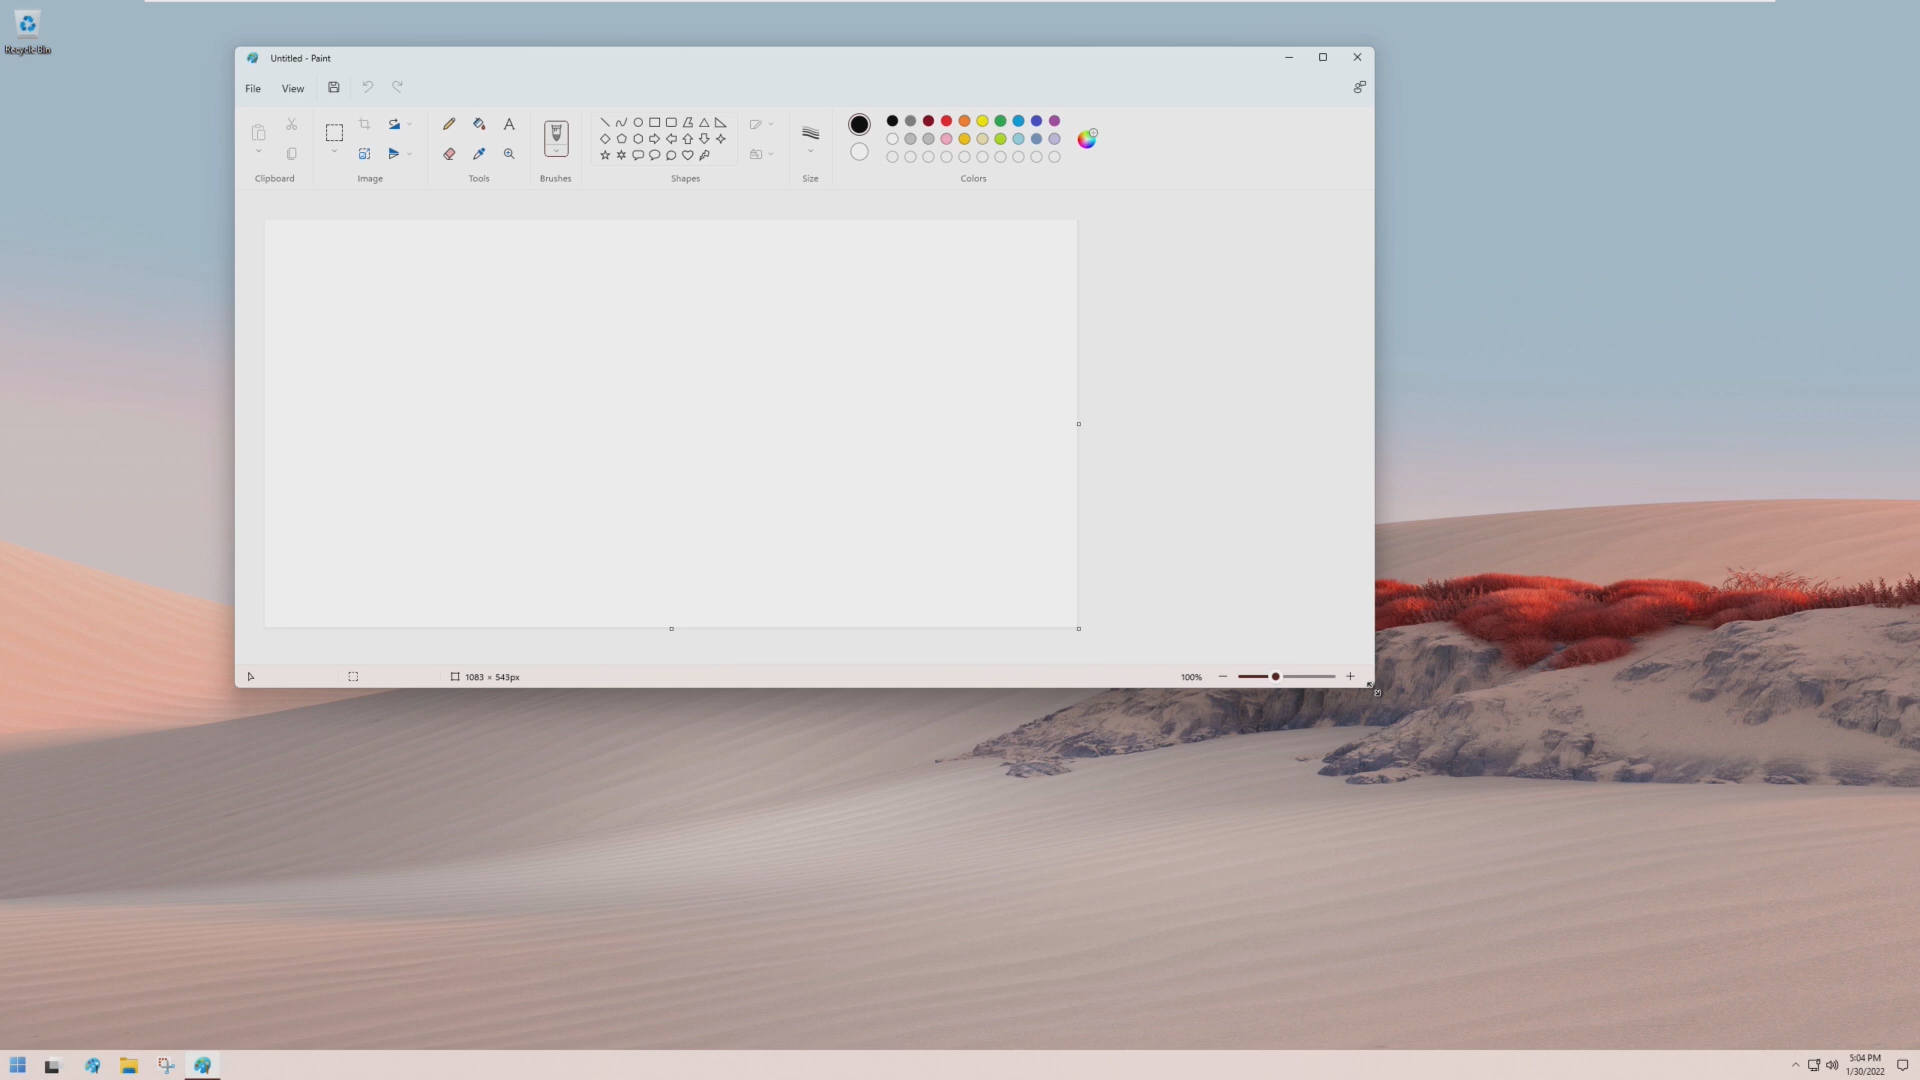 Recycle Bin
Untitled - Paint
File View
Clipboard Image Tools Brushes Shapes Size Colors
1083 × 543px 100%
5:04 PM
1/30/2022